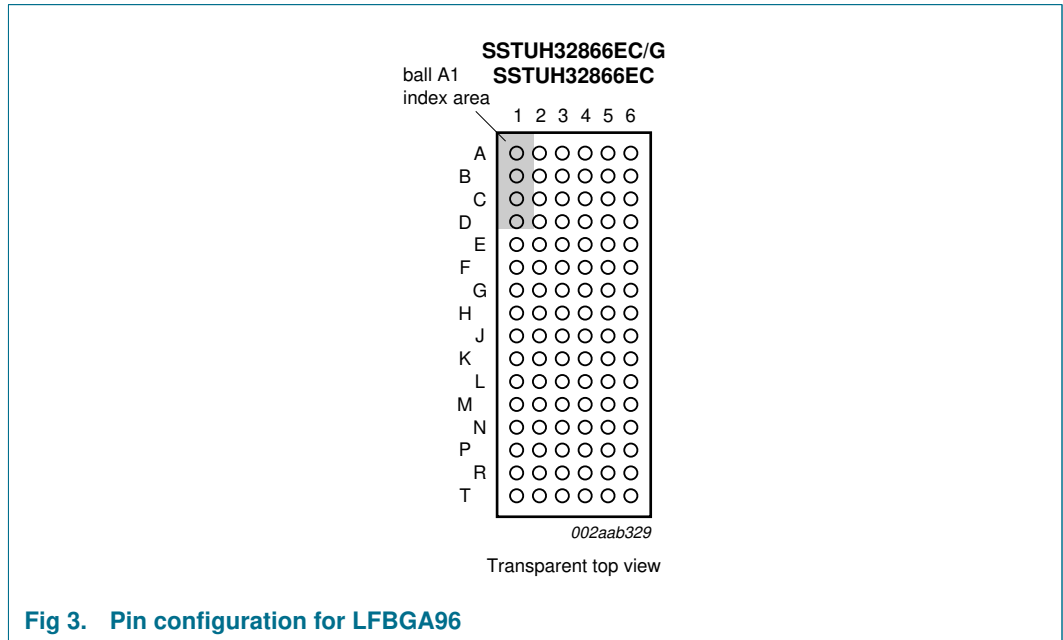 SSTUH32866EC/G
SSTUH32866EC
ball A1
index area
1 2 3 4 5 6
A
B
C
D
E
F
G
H
J
K
L
M
N
P
R
T
002aab329
Transparent top view
Fig 3. Pin configuration for LFBGA96